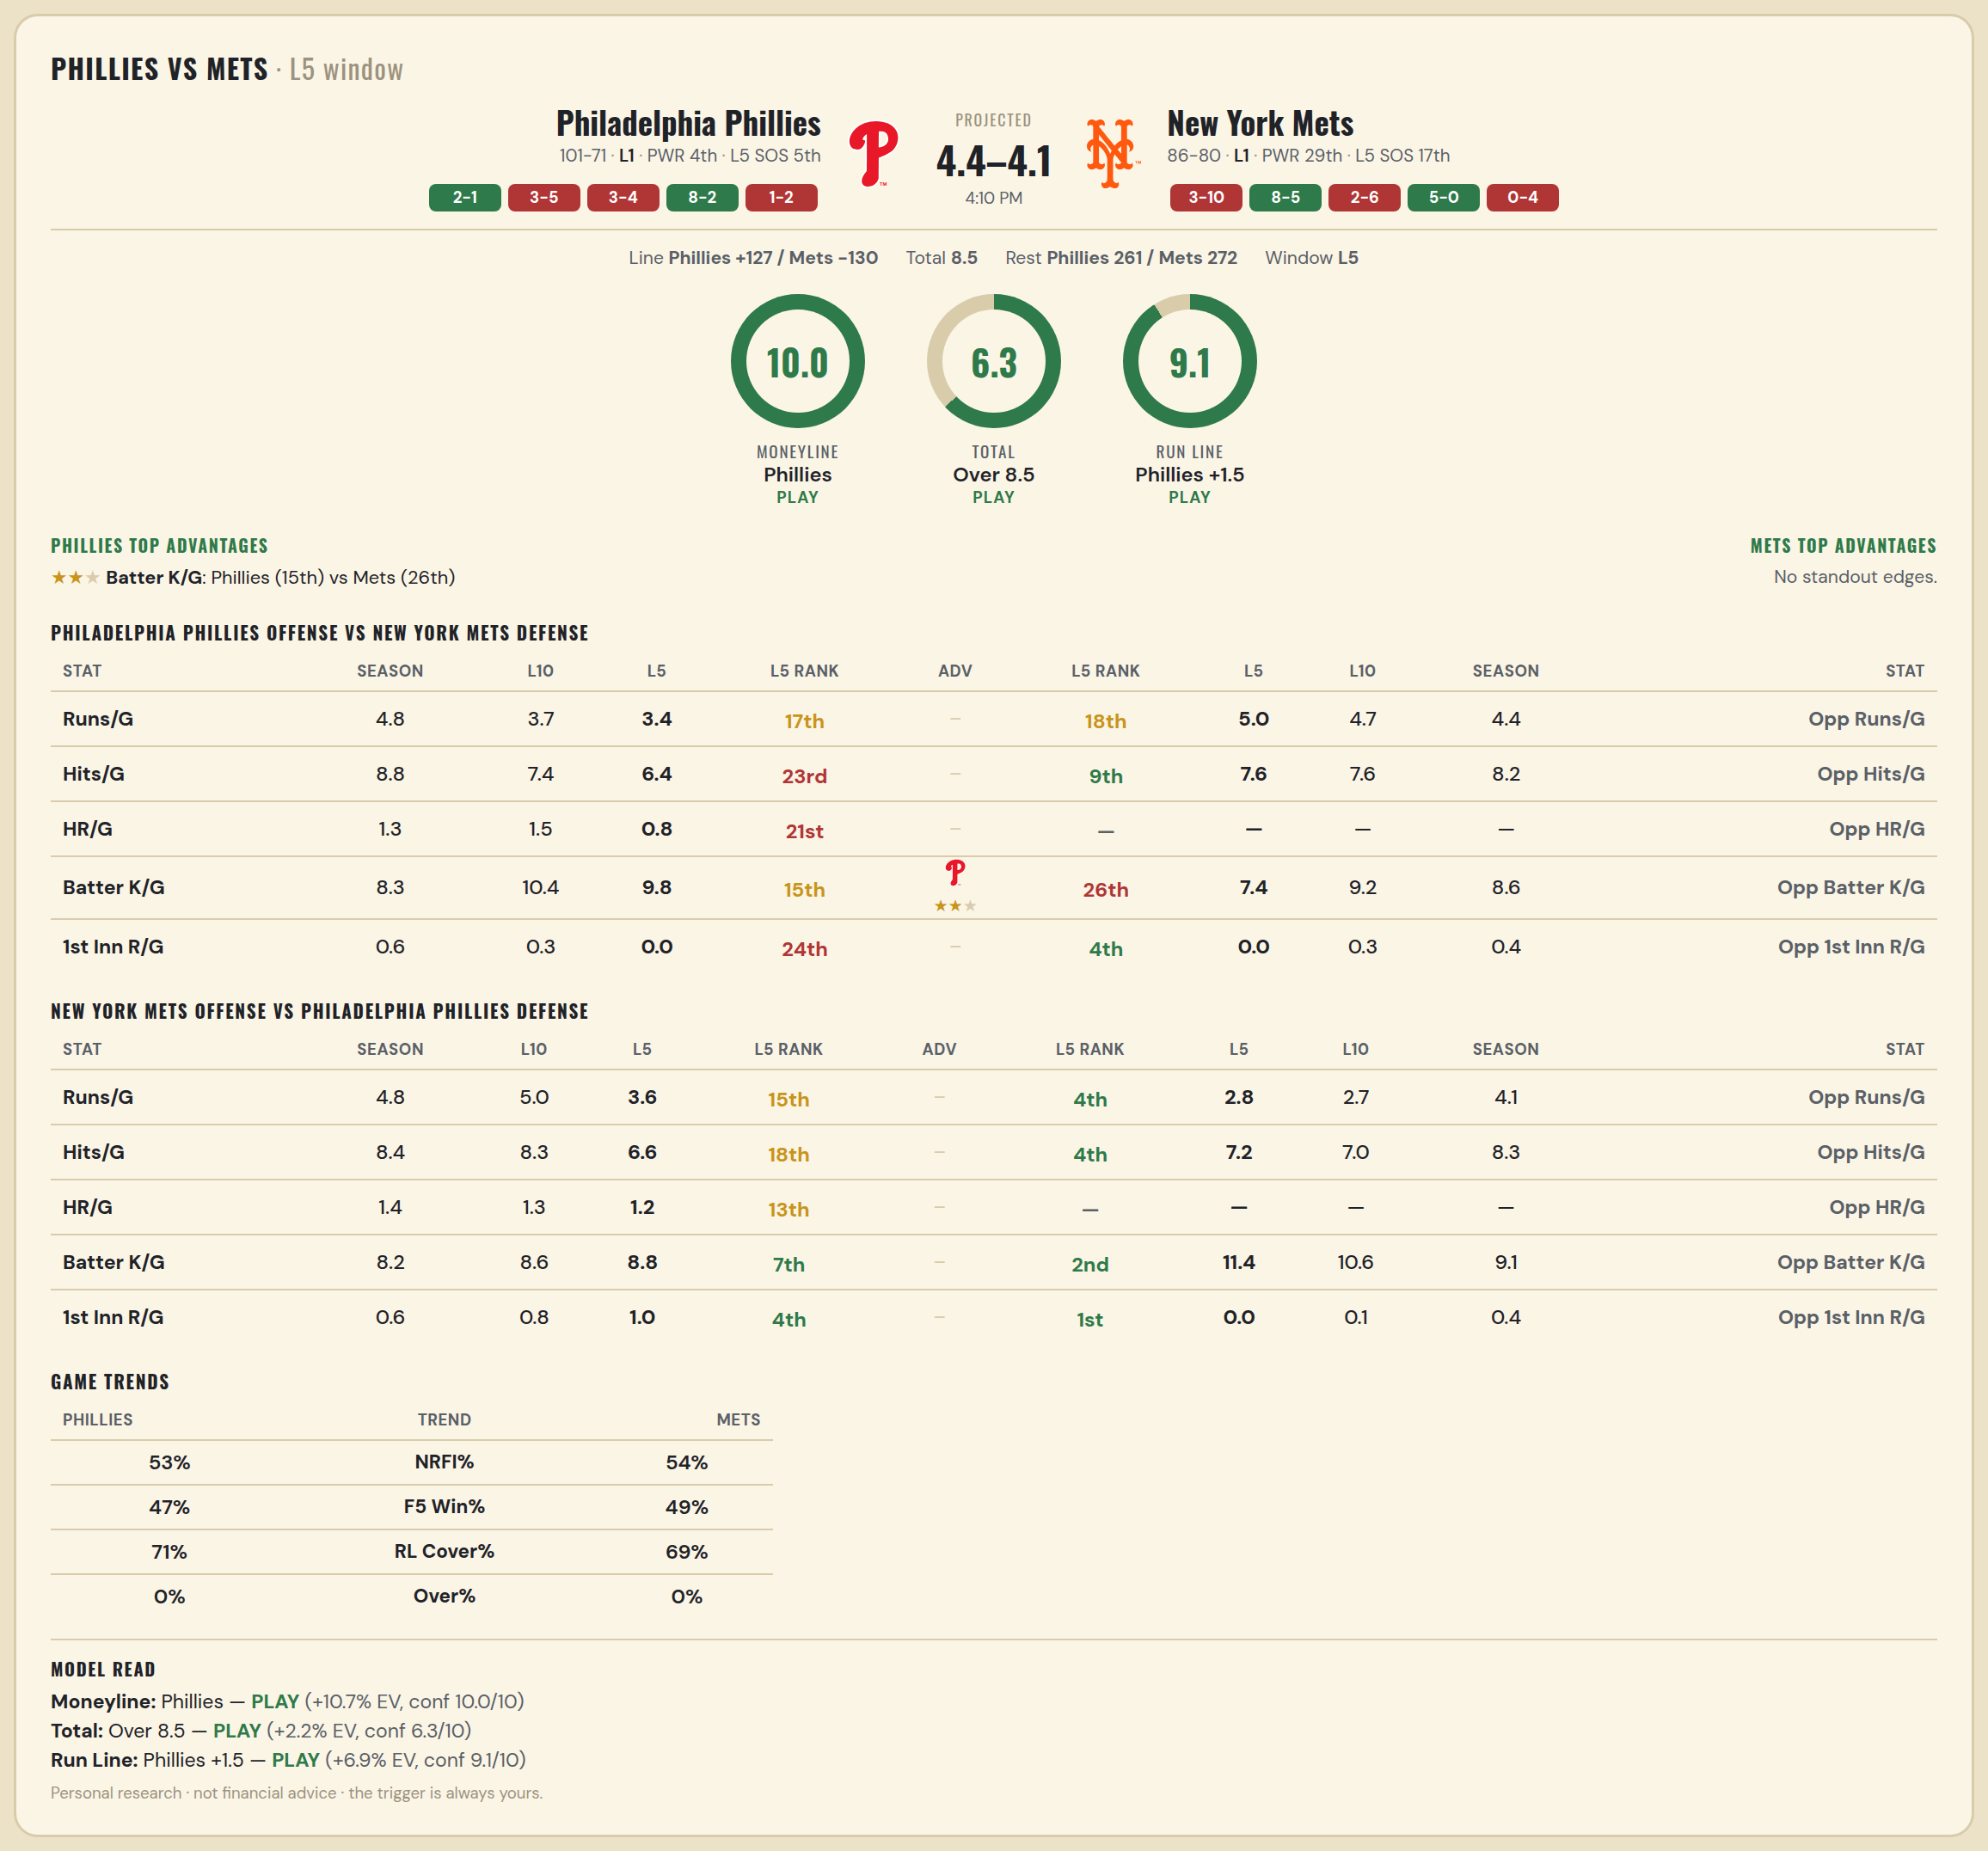 PHILLIES VS METS · L5 window
Philadelphia Phillies
101-71 · L1 · PWR 4th · L5 SOS 5th
2-1 3-5 3-4 8-2 1-2
P ™
PROJECTED
4.4–4.1
4:10 PM
NY ™
New York Mets
86-80 · L1 · PWR 29th · L5 SOS 17th
3-10 8-5 2-6 5-0 0-4
Line Phillies +127 / Mets -130 Total 8.5 Rest Phillies 261 / Mets 272 Window L5
10.0 6.3 9.1
MONEYLINE TOTAL RUN LINE
Phillies Over 8.5 Phillies +1.5
PLAY PLAY PLAY
PHILLIES TOP ADVANTAGES
★★★ Batter K/G: Phillies (15th) vs Mets (26th)
METS TOP ADVANTAGES
No standout edges.
PHILADELPHIA PHILLIES OFFENSE VS NEW YORK METS DEFENSE
STAT SEASON L10 L5 L5 RANK ADV L5 RANK L5 L10 SEASON STAT
Runs/G 4.8 3.7 3.4 17th – 18th 5.0 4.7 4.4 Opp Runs/G
Hits/G 8.8 7.4 6.4 23rd – 9th 7.6 7.6 8.2 Opp Hits/G
HR/G 1.3 1.5 0.8 21st – — — — — Opp HR/G
Batter K/G 8.3 10.4 9.8 15th P ★★★ 26th 7.4 9.2 8.6 Opp Batter K/G
1st Inn R/G 0.6 0.3 0.0 24th – 4th 0.0 0.3 0.4 Opp 1st Inn R/G
NEW YORK METS OFFENSE VS PHILADELPHIA PHILLIES DEFENSE
STAT SEASON L10 L5 L5 RANK ADV L5 RANK L5 L10 SEASON STAT
Runs/G 4.8 5.0 3.6 15th – 4th 2.8 2.7 4.1 Opp Runs/G
Hits/G 8.4 8.3 6.6 18th – 4th 7.2 7.0 8.3 Opp Hits/G
HR/G 1.4 1.3 1.2 13th – — — — — Opp HR/G
Batter K/G 8.2 8.6 8.8 7th – 2nd 11.4 10.6 9.1 Opp Batter K/G
1st Inn R/G 0.6 0.8 1.0 4th – 1st 0.0 0.1 0.4 Opp 1st Inn R/G
GAME TRENDS
PHILLIES TREND METS
53% NRFI% 54%
47% F5 Win% 49%
71% RL Cover% 69%
0% Over% 0%
MODEL READ
Moneyline: Phillies — PLAY (+10.7% EV, conf 10.0/10)
Total: Over 8.5 — PLAY (+2.2% EV, conf 6.3/10)
Run Line: Phillies +1.5 — PLAY (+6.9% EV, conf 9.1/10)
Personal research · not financial advice · the trigger is always yours.